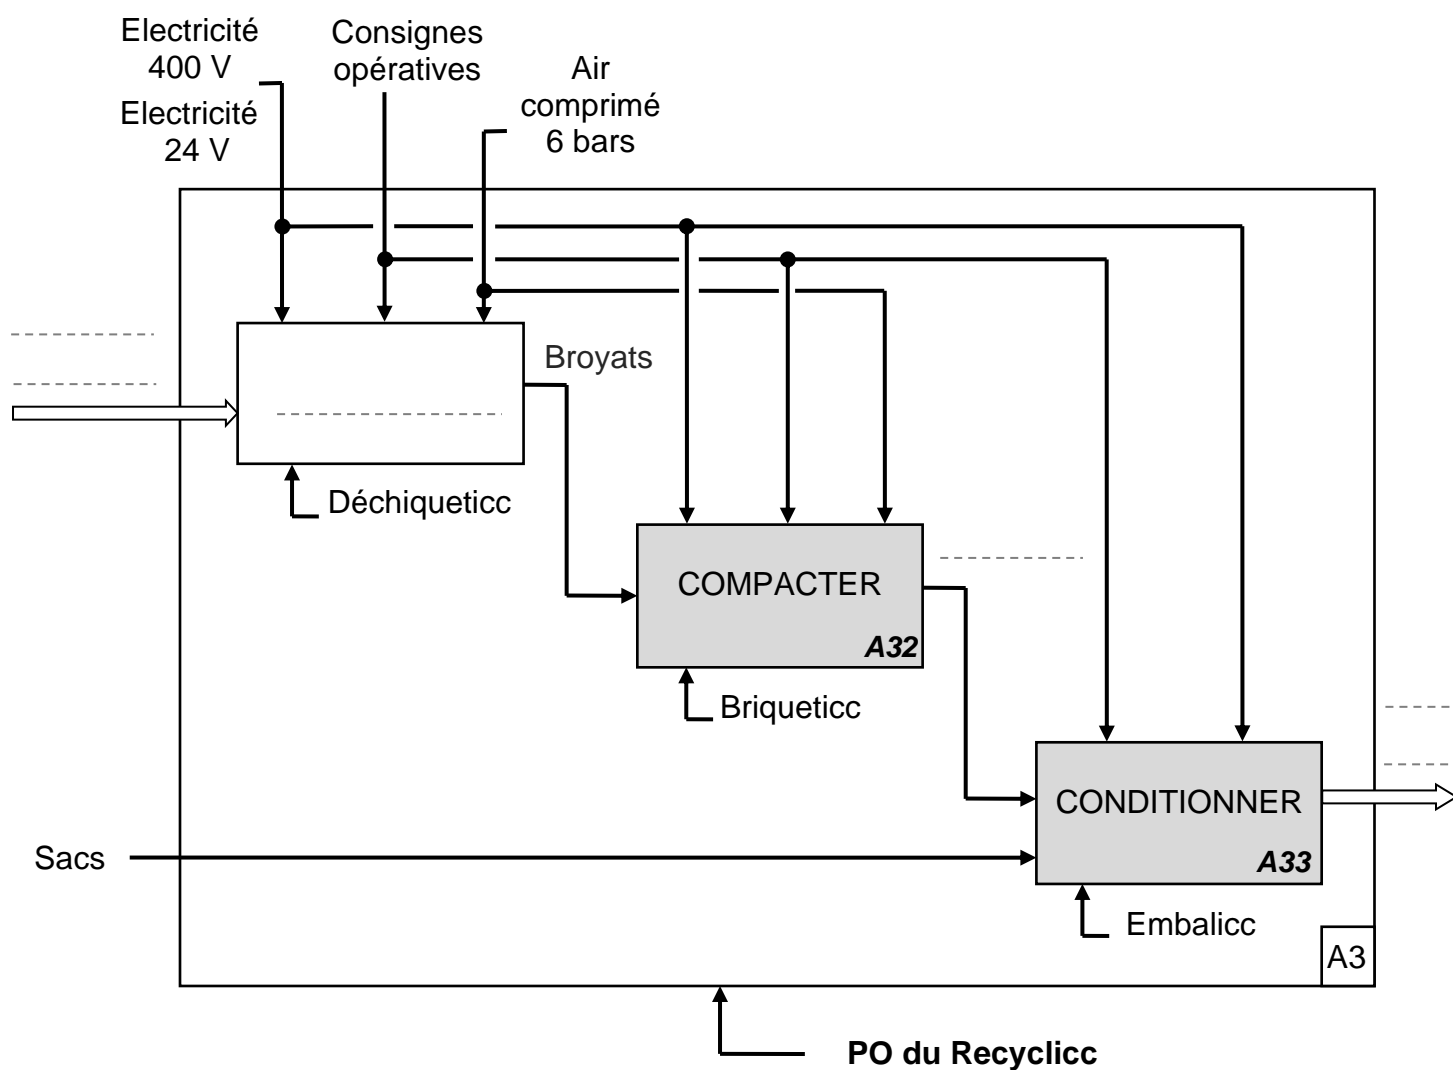 Electricité
400 V
Electricité
24 V
Consignes
opératives
Air
comprimé
6 bars
Broyats
Déchiqueticc
COMPACTER
A32
Briqueticc
CONDITIONNER
A33
Sacs
Embalicc
A3
PO du Recyclicc